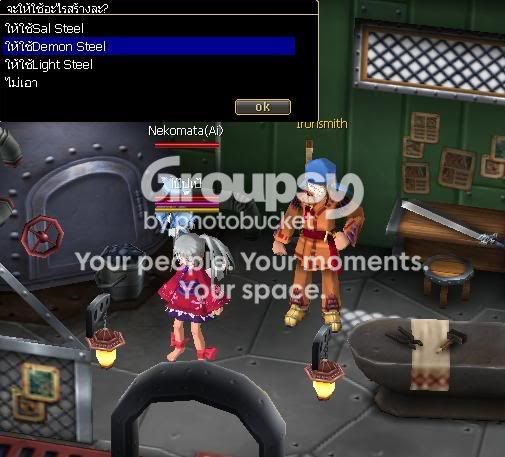 จะให้ใช้อะไรสร้างล่ะ?
ให้ใช้Sal Steel
ให้ใช้Demon Steel
ให้ใช้Light Steel
ไม่เอา
ok
Nekomata(Ai)
Groupsy
by photobucket
Your people. Your moments.
Your space.